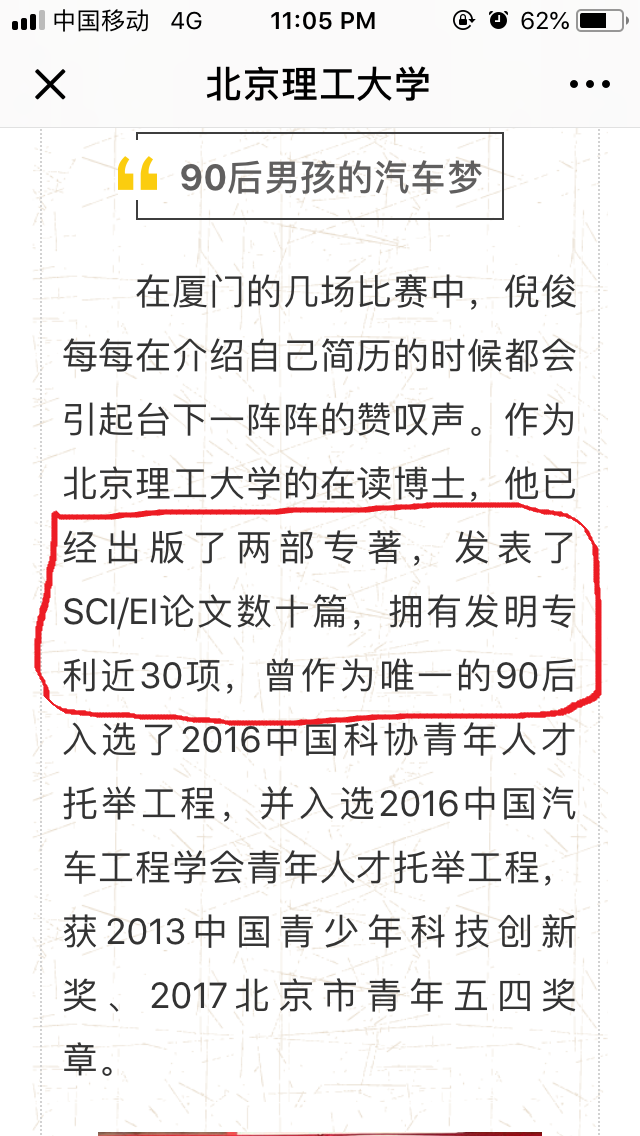 中国移动 4G 11:05 PM 62%
北京理工大学
90后男孩的汽车梦
在厦门的几场比赛中，倪俊
每每在介绍自己简历的时候都会
引起台下一阵阵的赞叹声。作为
北京理工大学的在读博士，他已
经出版了两部专著，发表了
SCI/EI论文数十篇，拥有发明专
利近30项，曾作为唯一的90后
入选了2016中国科协青年人才
托举工程，并入选2016中国汽
车工程学会青年人才托举工程，
获2013中国青少年科技创新
奖、2017北京市青年五四奖
章。